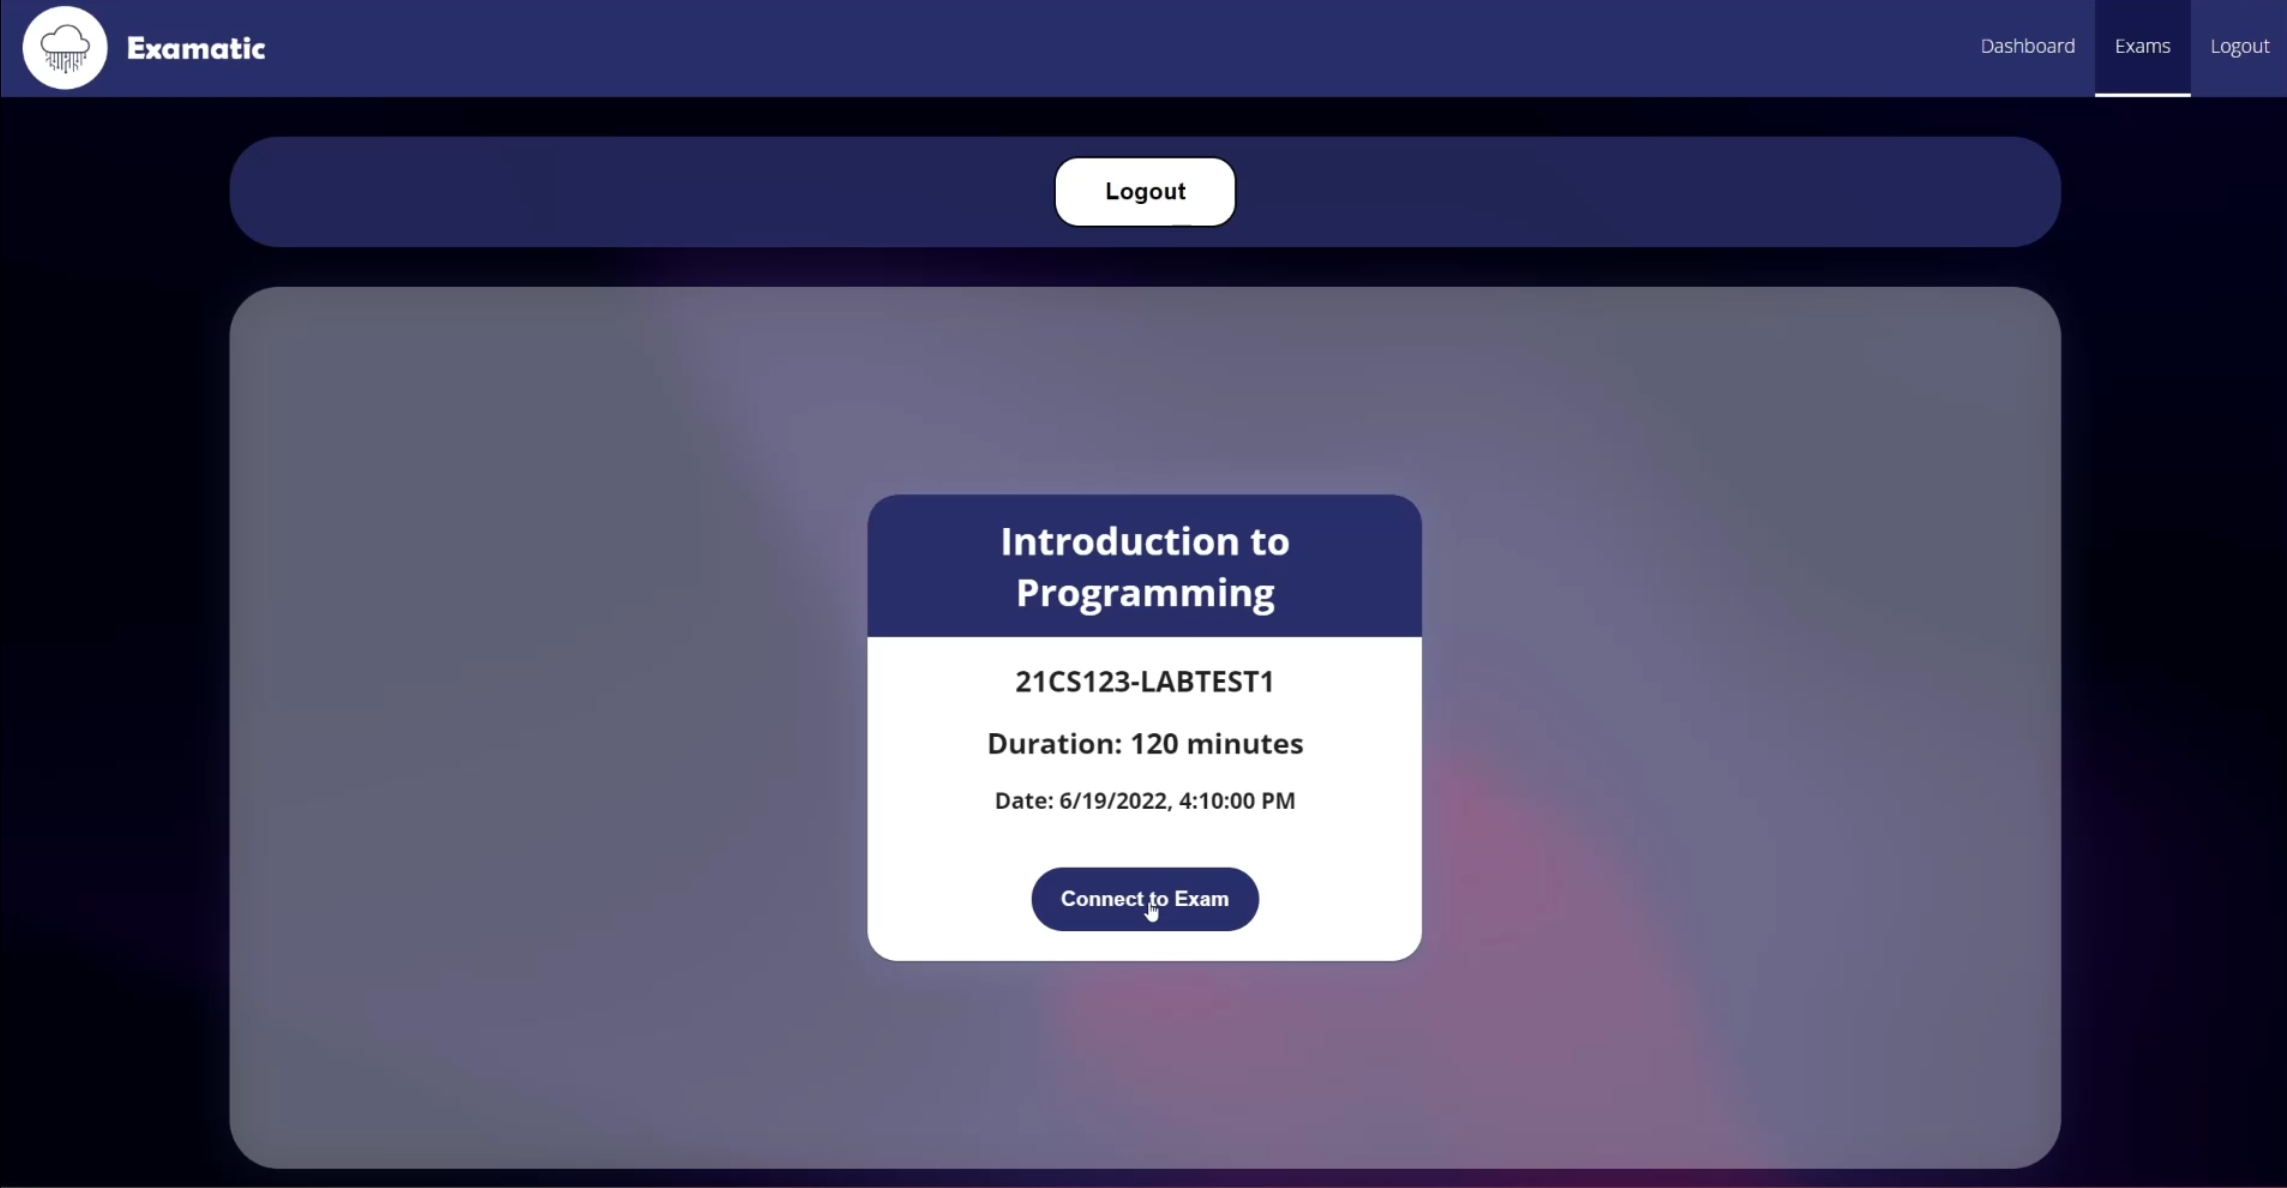 Examatic
Dashboard
Exams
Logout
Logout
Introduction to
Programming
21CS123-LABTEST1
Duration: 120 minutes
Date: 6/19/2022, 4:10:00 PM
Connect to Exam